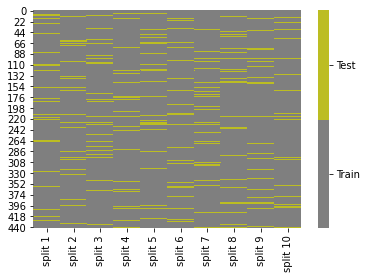 0
22
44
66
88
110
132
154
176
198
220
242
264
286
308
330
352
374
396
418
440
split 1
split 2
split 3
split 4
split 5
split 6
split 7
split 8
split 9
split 10
Test
Train